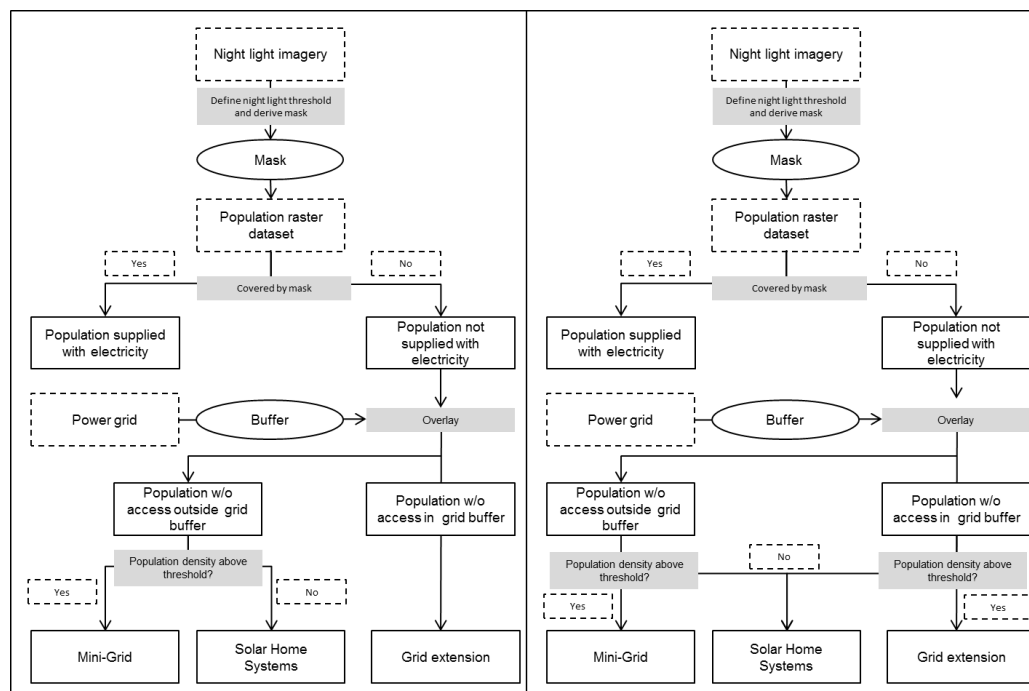 Night light imagery
Define night light threshold
and derive mask
Mask
Population raster
dataset
Yes
No
Covered by mask
Population supplied
with electricity
Population not
supplied with
electricity
Power grid
Buffer
Overlay
Population w/o
access outside grid
buffer
Population w/o
access in  grid buffer
Population density above
threshold?
Yes
No
Mini-Grid
Solar Home
Systems
Grid extension
Night light imagery
Define night light threshold
and derive mask
Mask
Population raster
dataset
Yes
No
Covered by mask
Population supplied
with electricity
Population not
supplied with
electricity
Power grid
Buffer
Overlay
Population w/o
access outside grid
buffer
Population w/o
access in  grid buffer
Population density above
threshold?
No
Population density above
threshold?
Yes
Yes
Mini-Grid
Solar Home
Systems
Grid extension